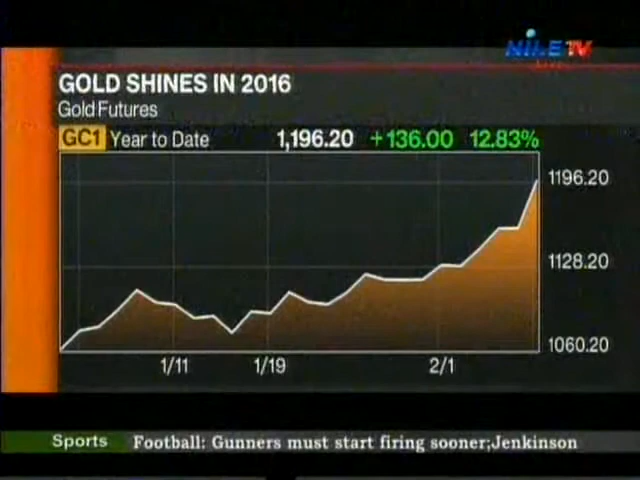 NiLE TV
GOLD SHINES IN 2016
Gold Futures
GC1 Year to Date 1,196.20 +136.00 12.83%
1196.20
1128.20
1060.20
1/11 1/19 2/1
Sports Football: Gunners must start firing sooner;Jenkinson